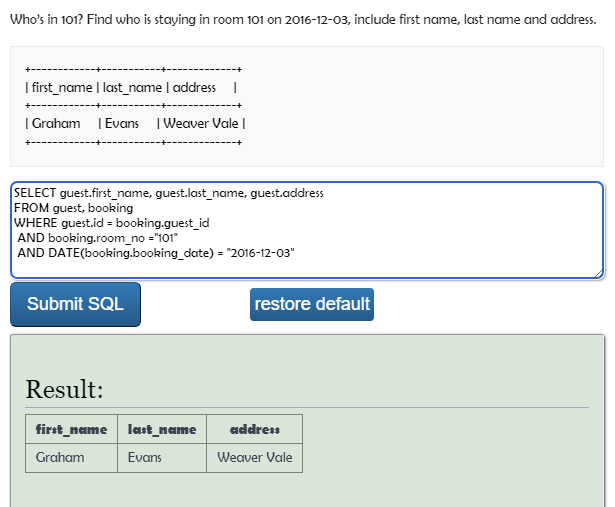 Who's in 101? Find who is staying in room 101 on 2016-12-03, include first name, last name and address.
+------------+-----------+-------------+
| first_name | last_name | address     |
+------------+-----------+-------------+
| Graham     | Evans     | Weaver Vale |
+------------+-----------+-------------+
SELECT guest.first_name, guest.last_name, guest.address
FROM guest, booking
WHERE guest.id = booking.guest_id
 AND booking.room_no ="101"
 AND DATE(booking.booking_date) = "2016-12-03"
Submit SQL restore default
Result:
first_name last_name address
Graham Evans Weaver Vale